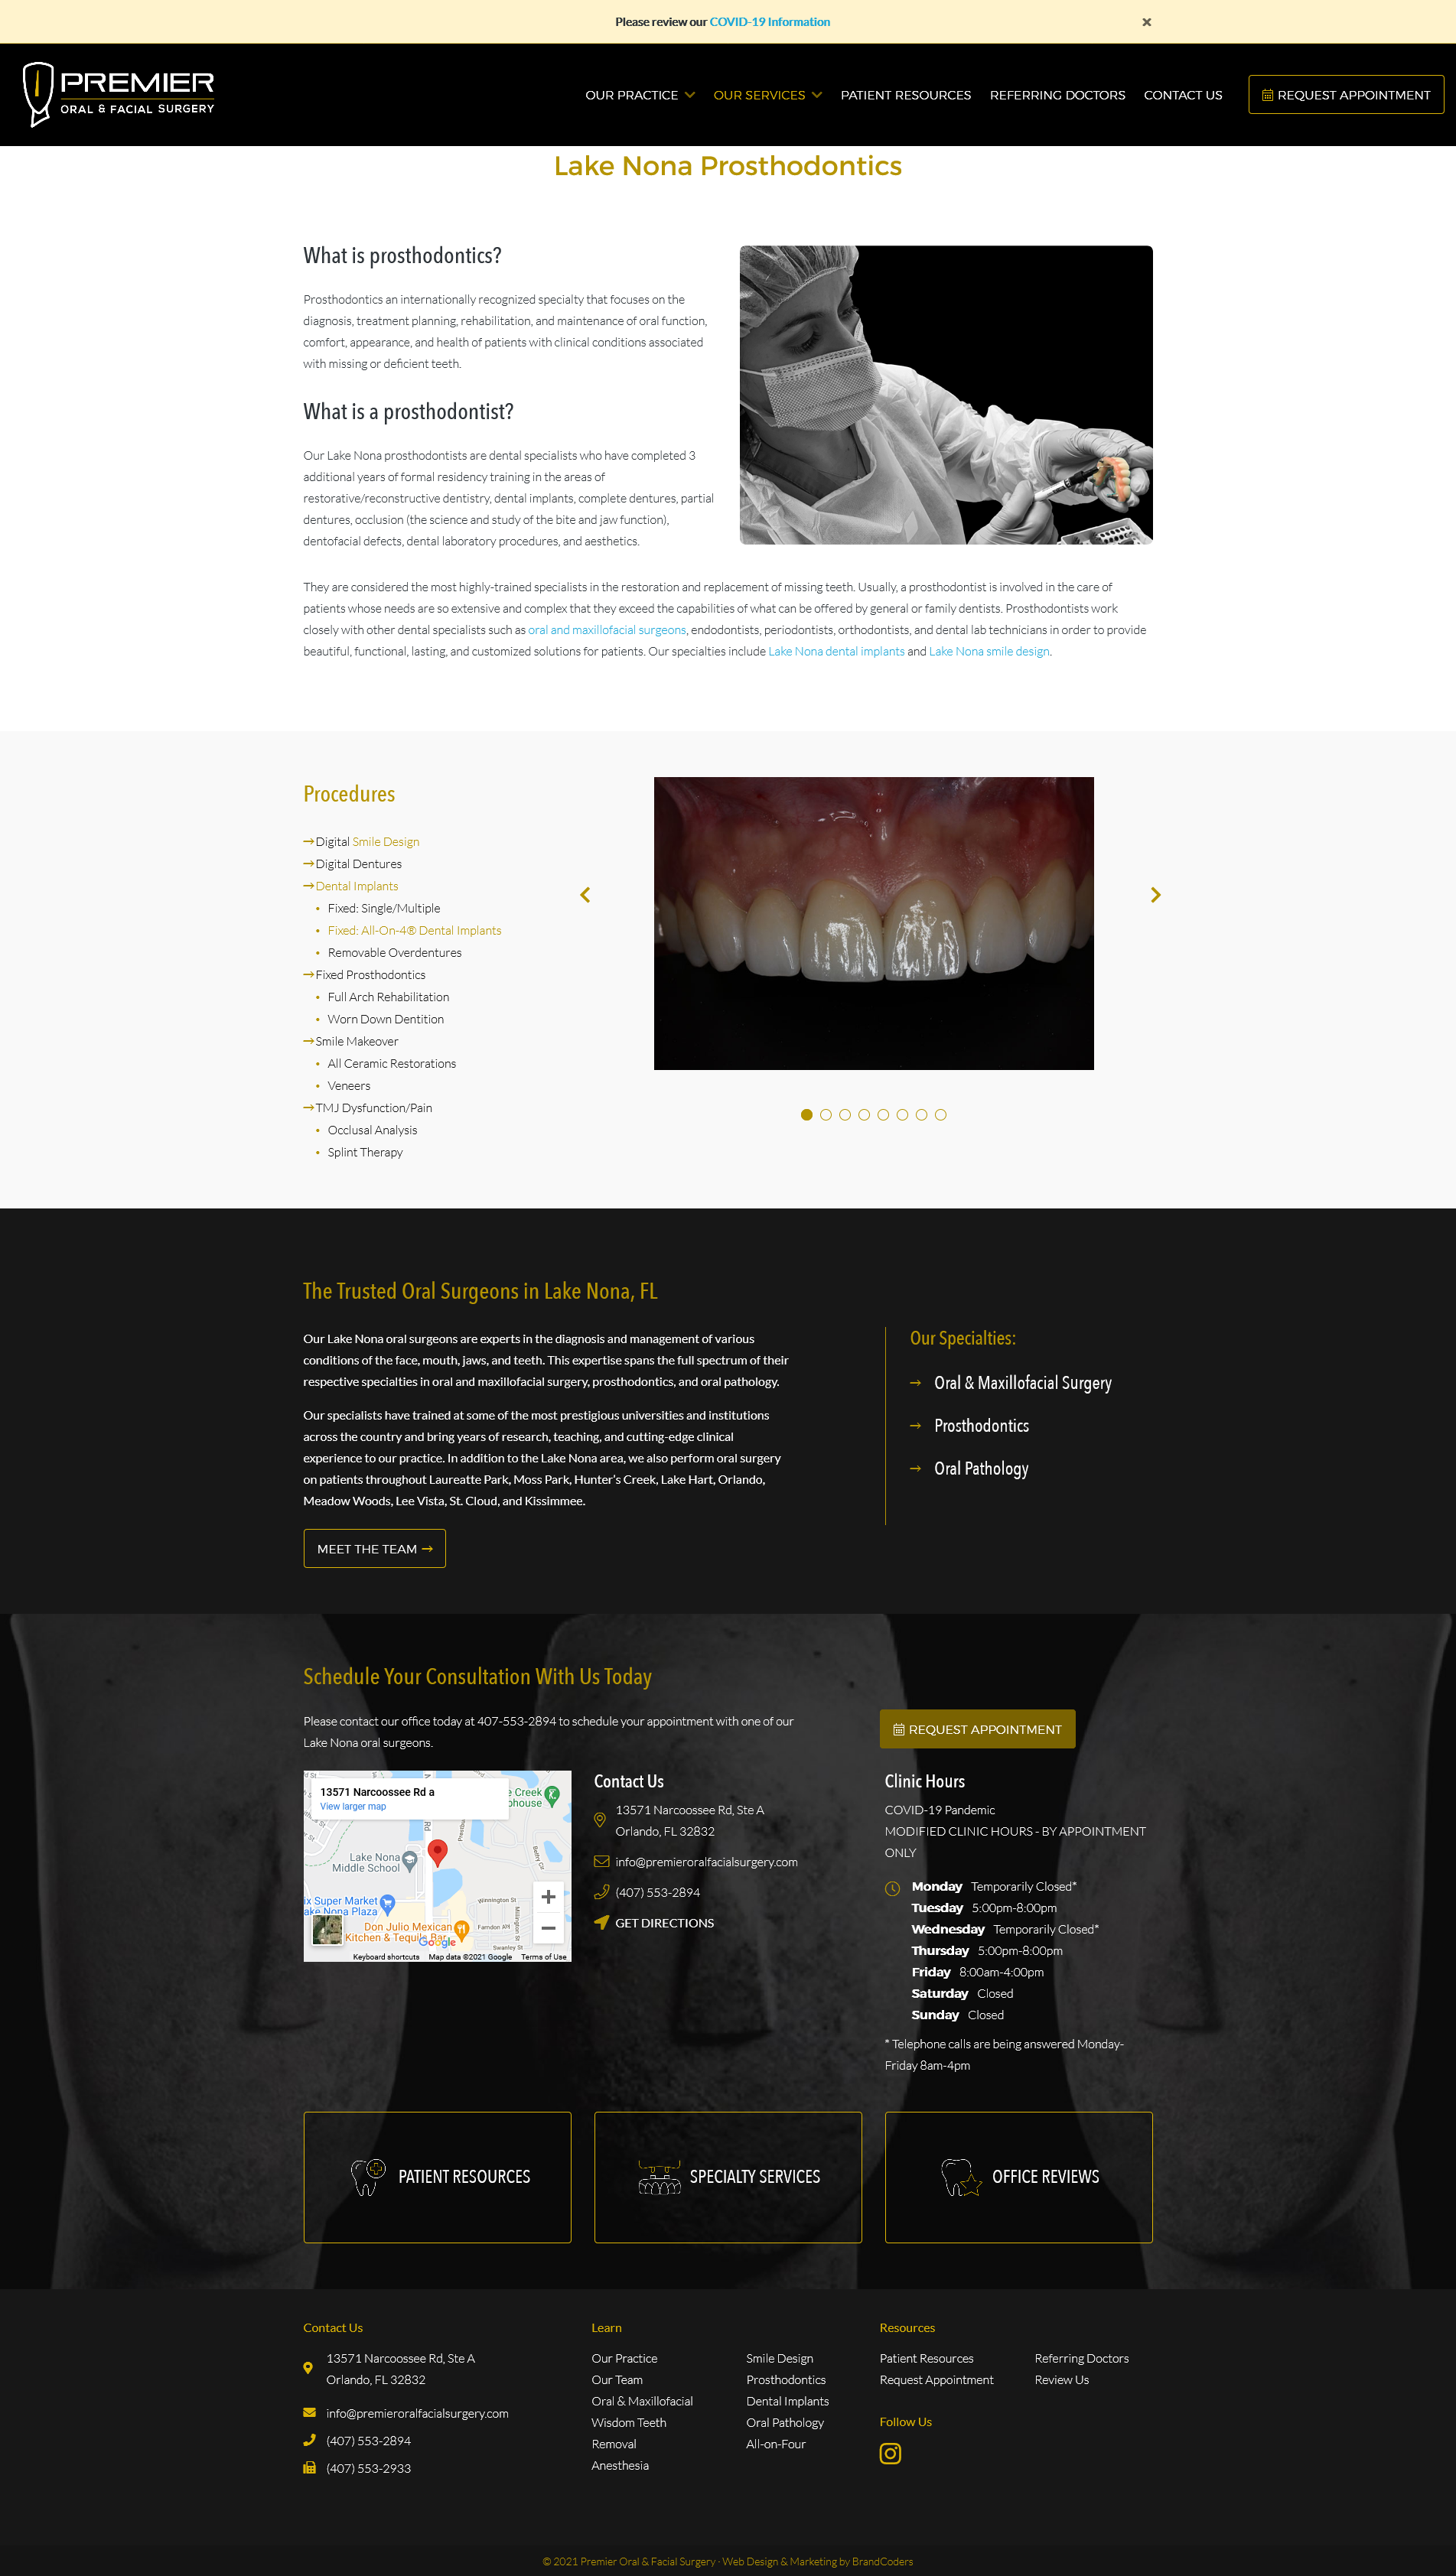 Please review our COVID-19 Information
×
PREMIER
ORAL & FACIAL SURGERY
OUR PRACTICE
OUR SERVICES
PATIENT RESOURCES
REFERRING DOCTORS
CONTACT US
REQUEST APPOINTMENT
Lake Nona Prosthodontics
What is prosthodontics?
Prosthodontics an internationally recognized specialty that focuses on the
diagnosis, treatment planning, rehabilitation, and maintenance of oral function,
comfort, appearance, and health of patients with clinical conditions associated
with missing or deficient teeth.
What is a prosthodontist?
Our Lake Nona prosthodontists are dental specialists who have completed 3
additional years of formal residency training in the areas of
restorative/reconstructive dentistry, dental implants, complete dentures, partial
dentures, occlusion (the science and study of the bite and jaw function),
dentofacial defects, dental laboratory procedures, and aesthetics.
They are considered the most highly-trained specialists in the restoration and replacement of missing teeth. Usually, a prosthodontist is involved in the care of
patients whose needs are so extensive and complex that they exceed the capabilities of what can be offered by general or family dentists. Prosthodontists work
closely with other dental specialists such as oral and maxillofacial surgeons, endodontists, periodontists, orthodontists, and dental lab technicians in order to provide
beautiful, functional, lasting, and customized solutions for patients. Our specialties include Lake Nona dental implants and Lake Nona smile design.
Procedures
Digital Smile Design
Digital Dentures
Dental Implants
Fixed: Single/Multiple
Fixed: All-On-4® Dental Implants
Removable Overdentures
Fixed Prosthodontics
Full Arch Rehabilitation
Worn Down Dentition
Smile Makeover
All Ceramic Restorations
Veneers
TMJ Dysfunction/Pain
Occlusal Analysis
Splint Therapy
The Trusted Oral Surgeons in Lake Nona, FL
Our Lake Nona oral surgeons are experts in the diagnosis and management of various
conditions of the face, mouth, jaws, and teeth. This expertise spans the full spectrum of their
respective specialties in oral and maxillofacial surgery, prosthodontics, and oral pathology.
Our specialists have trained at some of the most prestigious universities and institutions
across the country and bring years of research, teaching, and cutting-edge clinical
experience to our practice. In addition to the Lake Nona area, we also perform oral surgery
on patients throughout Laureatte Park, Moss Park, Hunter's Creek, Lake Hart, Orlando,
Meadow Woods, Lee Vista, St. Cloud, and Kissimmee.
MEET THE TEAM
Our Specialties:
Oral & Maxillofacial Surgery
Prosthodontics
Oral Pathology
Schedule Your Consultation With Us Today
Please contact our office today at 407-553-2894 to schedule your appointment with one of our
Lake Nona oral surgeons.
REQUEST APPOINTMENT
13571 Narcoossee Rd a
View larger map
Lake Nona
Middle School
Super Market
Lake Nona Plaza
Don Julio Mexican
Kitchen & Tequila Bar
Google
Keyboard shortcuts
Map data ©2021 Google
Terms of Use
Contact Us
13571 Narcoossee Rd, Ste A
Orlando, FL 32832
info@premieroralfacialsurgery.com
(407) 553-2894
GET DIRECTIONS
Clinic Hours
COVID-19 Pandemic
MODIFIED CLINIC HOURS - BY APPOINTMENT
ONLY
Monday Temporarily Closed*
Tuesday 5:00pm-8:00pm
Wednesday Temporarily Closed*
Thursday 5:00pm-8:00pm
Friday 8:00am-4:00pm
Saturday Closed
Sunday Closed
* Telephone calls are being answered Monday-
Friday 8am-4pm
PATIENT RESOURCES
SPECIALTY SERVICES
OFFICE REVIEWS
Contact Us
13571 Narcoossee Rd, Ste A
Orlando, FL 32832
info@premieroralfacialsurgery.com
(407) 553-2894
(407) 553-2933
Learn
Our Practice
Our Team
Oral & Maxillofacial
Wisdom Teeth
Removal
Anesthesia
Smile Design
Prosthodontics
Dental Implants
Oral Pathology
All-on-Four
Resources
Patient Resources
Request Appointment
Referring Doctors
Review Us
Follow Us
© 2021 Premier Oral & Facial Surgery · Web Design & Marketing by BrandCoders